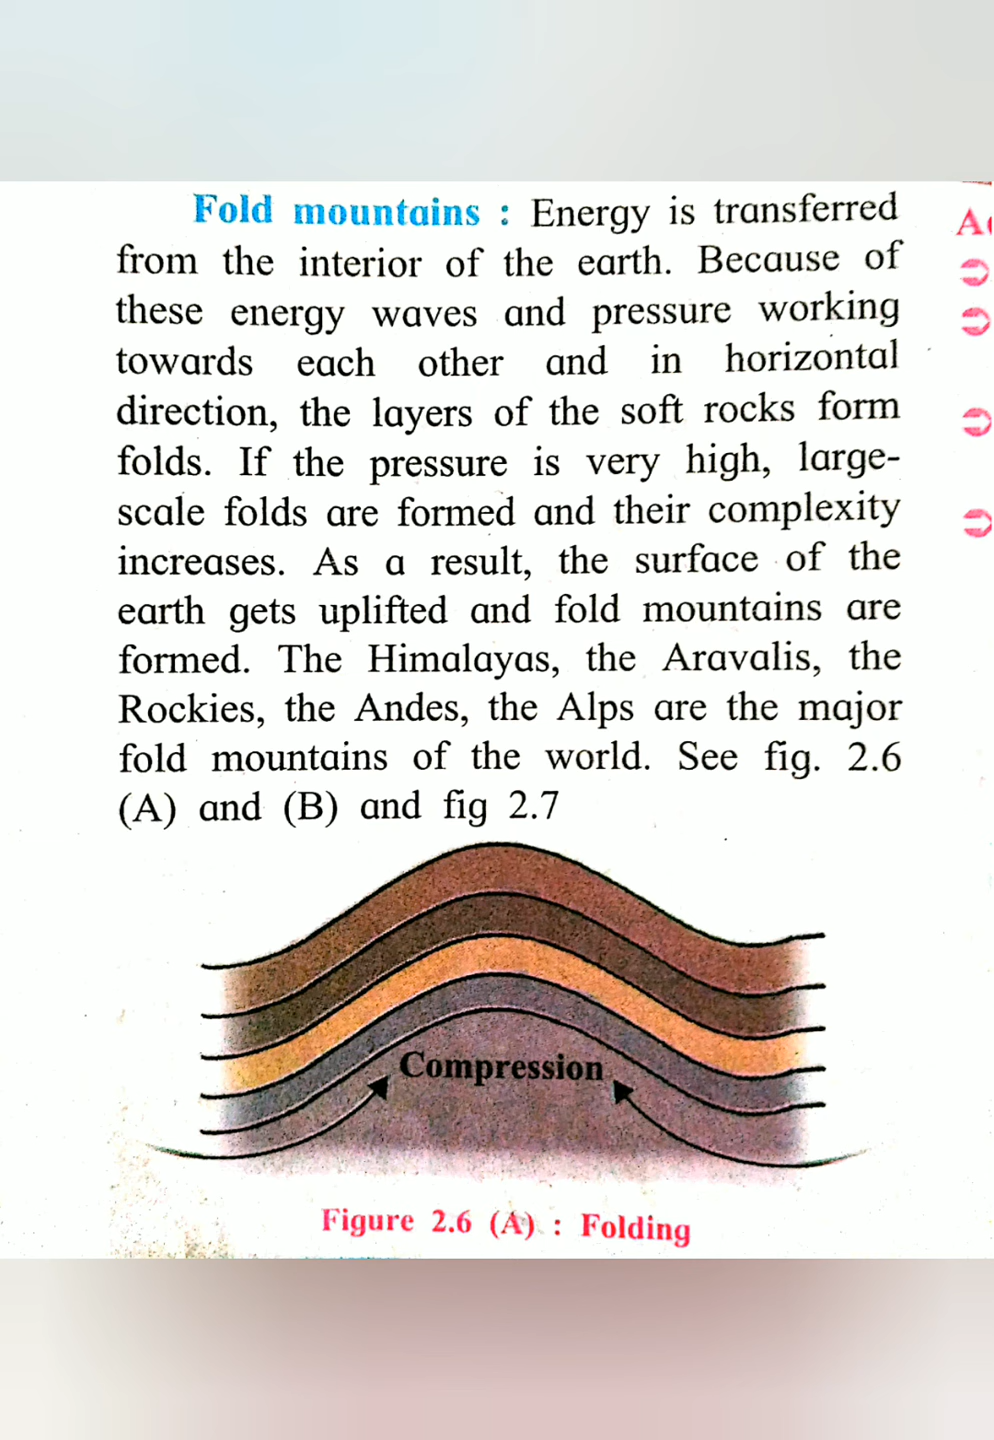 Fold mountains : Energy is transferred
from the interior of the earth. Because of
these energy waves and pressure working
towards each other and in horizontal
direction, the layers of the soft rocks form
folds. If the pressure is very high, large-
scale folds are formed and their complexity
increases. As a result, the surface of the
earth gets uplifted and fold mountains are
formed. The Himalayas, the Aravalis, the
Rockies, the Andes, the Alps are the major
fold mountains of the world. See fig. 2.6
(A) and (B) and fig 2.7
Compression
Figure 2.6 (A) : Folding